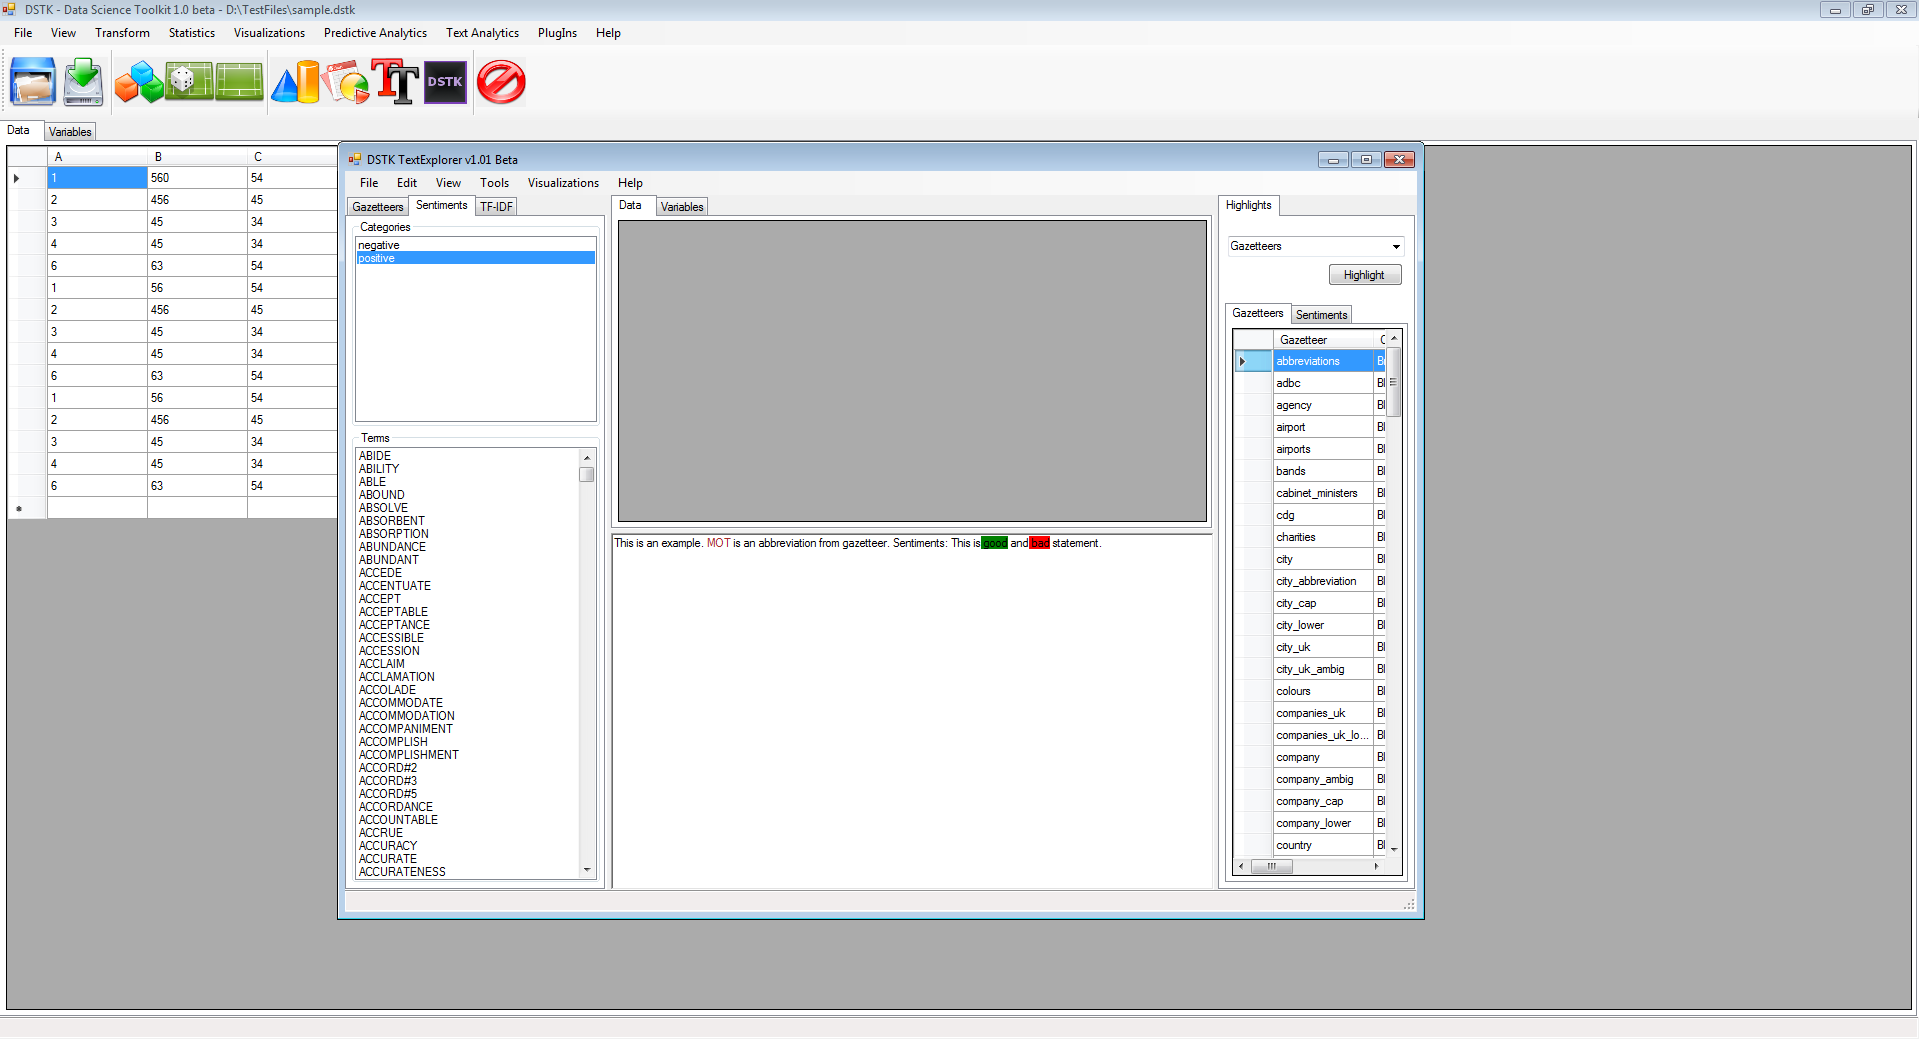 DSTK - Data Science Toolkit 1.0 beta - D:\TestFiles\sample.dstk
File View Transform Statistics Visualizations Predictive Analytics Text Analytics PlugIns Help
DSTK
Data Variables
A B C
1 560 54
2 456 45
3 45 34
4 45 34
6 63 54
1 56 54
2 456 45
3 45 34
4 45 34
6 63 54
1 56 54
2 456 45
3 45 34
4 45 34
6 63 54
DSTK TextExplorer v1.01 Beta
File Edit View Tools Visualizations Help
Gazetteers Sentiments TF-IDF
Categories
negative
positive
Terms
ABIDE
ABILITY
ABLE
ABOUND
ABSOLVE
ABSORBENT
ABSORPTION
ABUNDANCE
ABUNDANT
ACCEDE
ACCENTUATE
ACCEPT
ACCEPTABLE
ACCEPTANCE
ACCESSIBLE
ACCESSION
ACCLAIM
ACCLAMATION
ACCOLADE
ACCOMMODATE
ACCOMMODATION
ACCOMPANIMENT
ACCOMPLISH
ACCOMPLISHMENT
ACCORD#2
ACCORD#3
ACCORD#5
ACCORDANCE
ACCOUNTABLE
ACCRUE
ACCURACY
ACCURATE
ACCURATENESS
Data Variables
This is an example. MOT is an abbreviation from gazetteer. Sentiments: This is good and bad statement.
Highlights
Gazetteers
Highlight
Gazetteers Sentiments
Gazetteer
abbreviations
adbc Bl
agency Bl
airport Bl
airports Bl
bands Bl
cabinet_ministers Bl
cdg Bl
charities Bl
city Bl
city_abbreviation Bl
city_cap Bl
city_lower Bl
city_uk Bl
city_uk_ambig Bl
colours Bl
companies_uk Bl
companies_uk_lo... Bl
company Bl
company_ambig Bl
company_cap Bl
company_lower Bl
country Bl